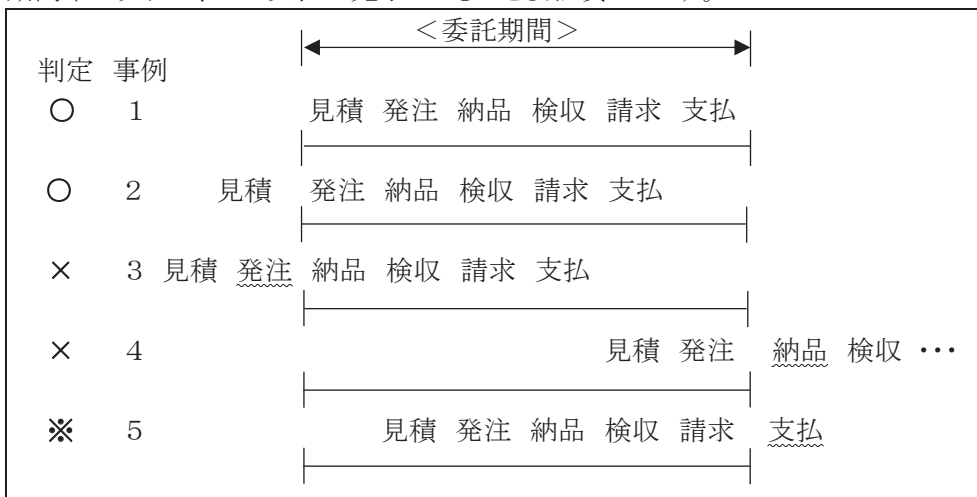 ＜委託期間＞
判定 事例
○ 1 見積 発注 納品 検収 請求 支払
○ 2 見積 発注 納品 検収 請求 支払
× 3 見積 発注 納品 検収 請求 支払
× 4 見積 発注 納品 検収 ・・・
※ 5 見積 発注 納品 検収 請求 支払